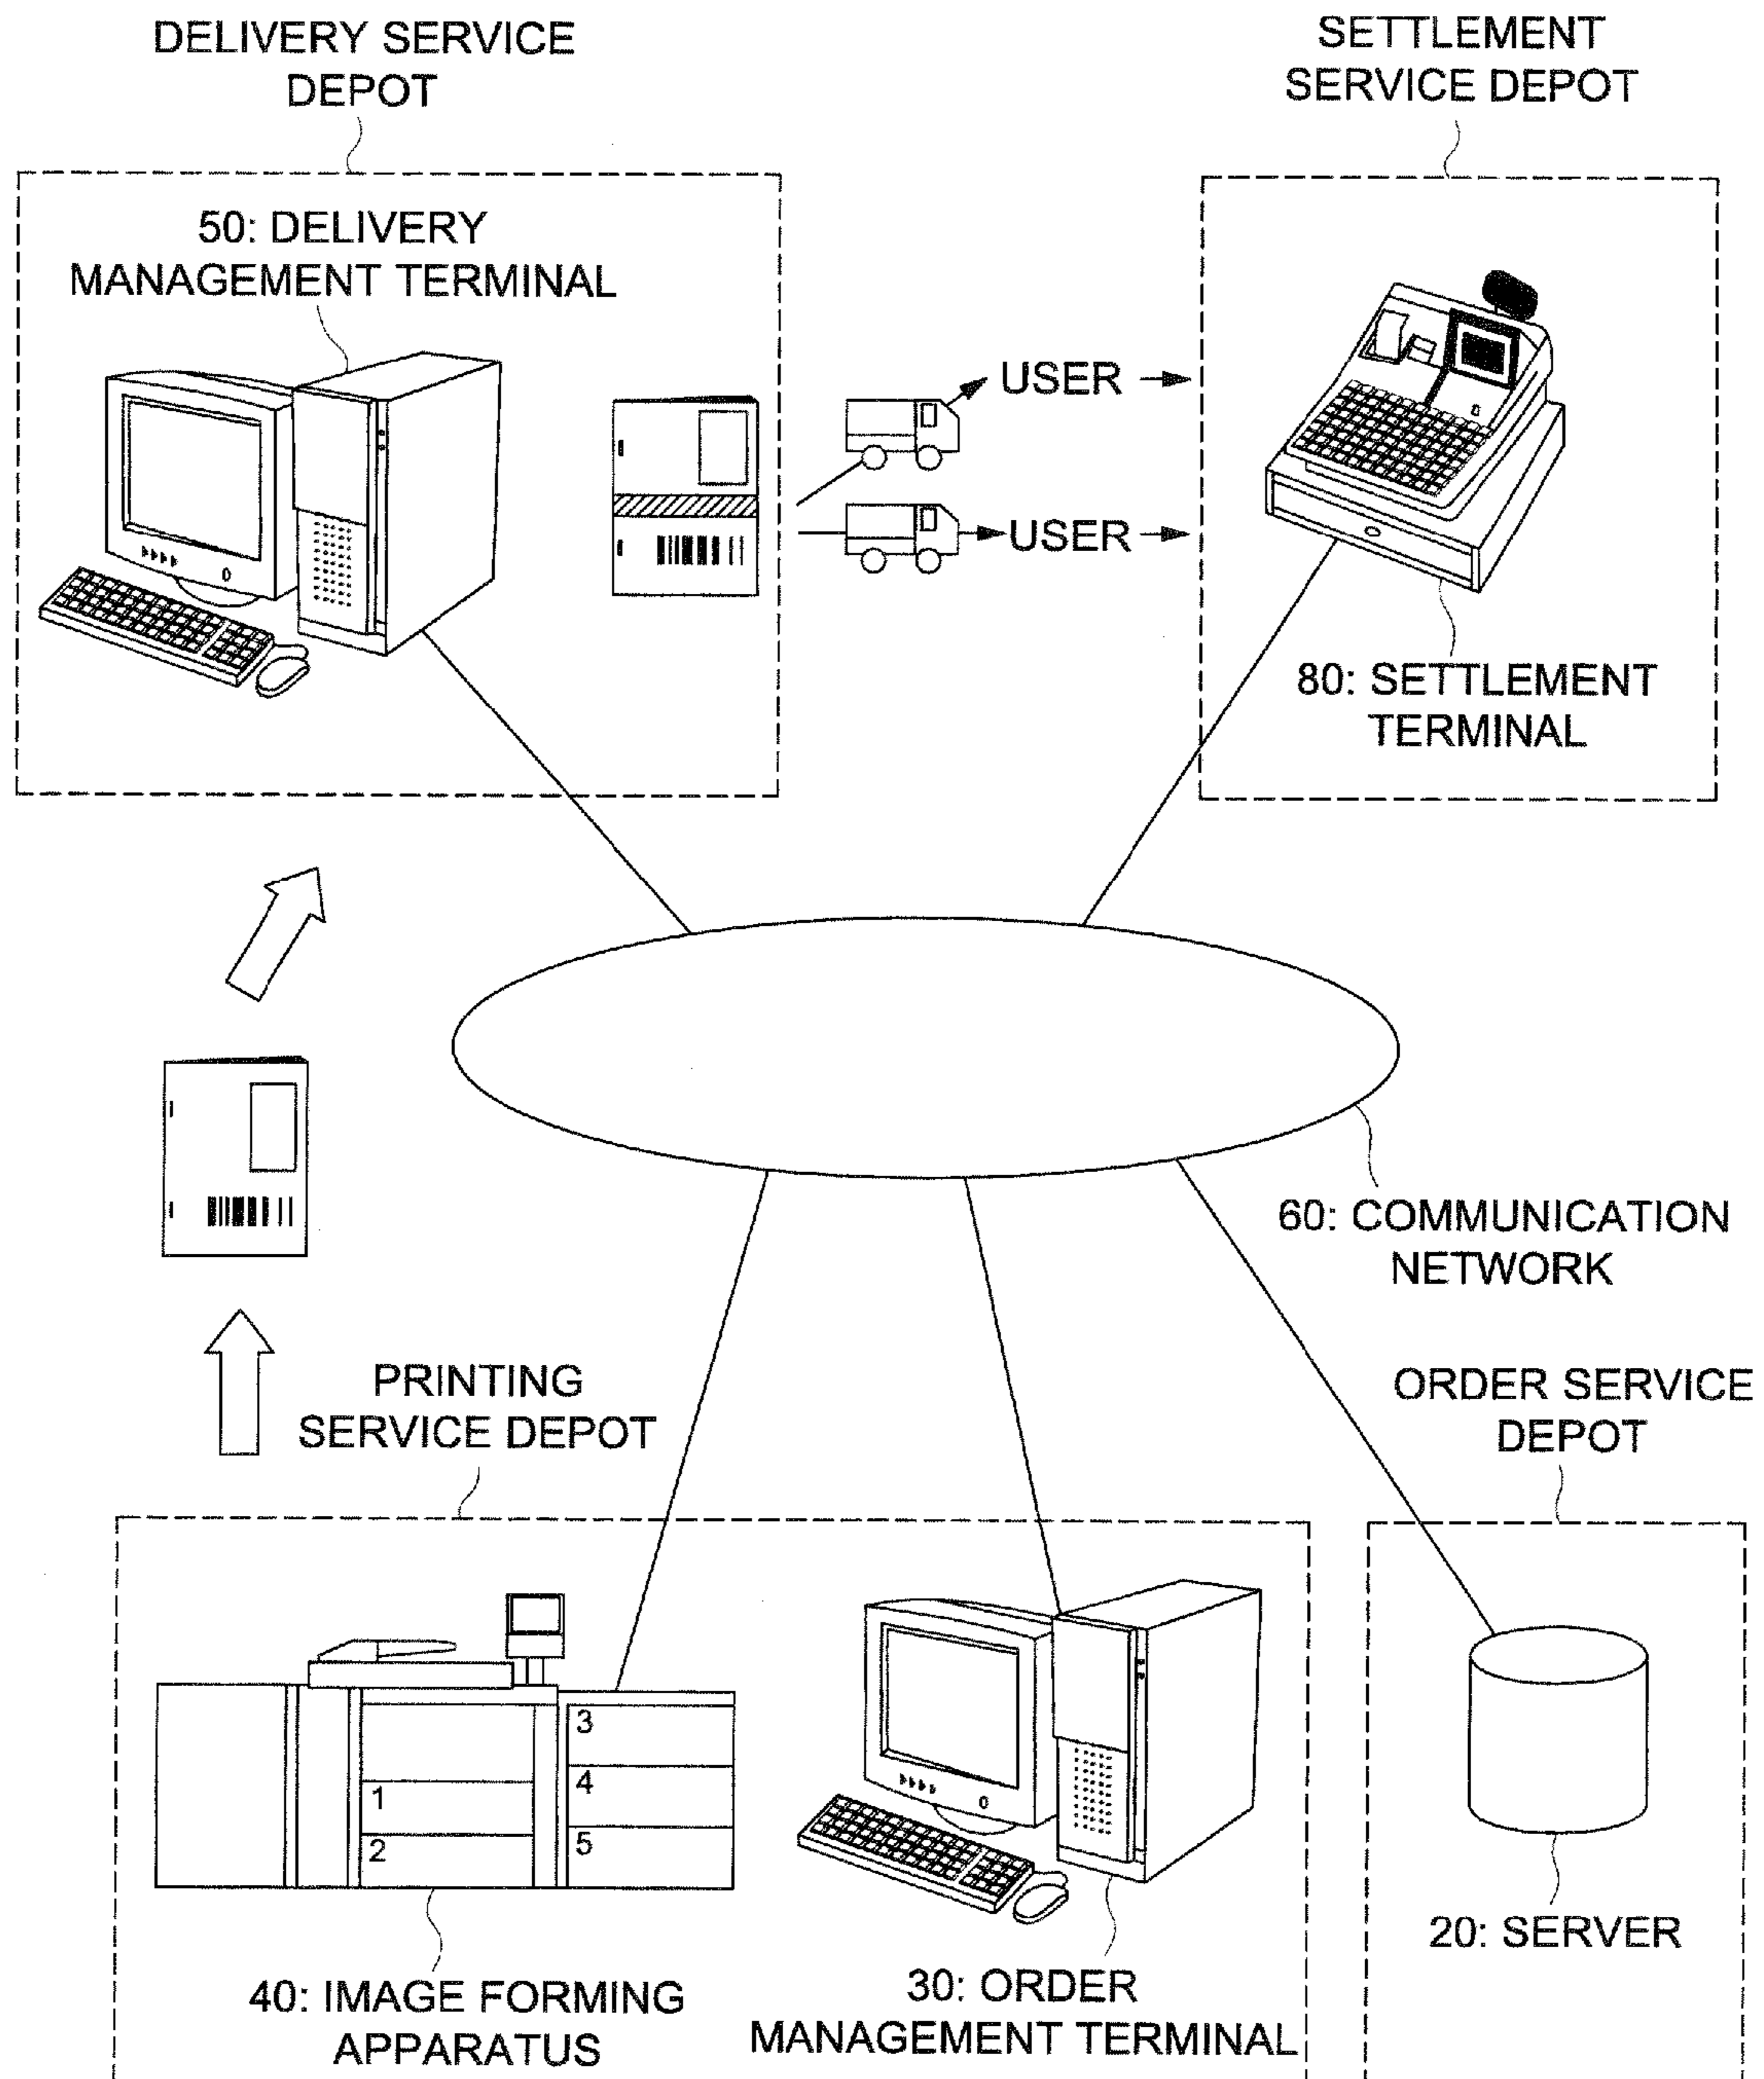 DELIVERY SERVICE
DEPOT
SETTLEMENT
SERVICE DEPOT
50: DELIVERY
MANAGEMENT TERMINAL
USER
USER
80: SETTLEMENT
TERMINAL
60: COMMUNICATION
NETWORK
PRINTING
SERVICE DEPOT
ORDER SERVICE
DEPOT
1
2
3
4
5
40: IMAGE FORMING
APPARATUS
30: ORDER
MANAGEMENT TERMINAL
20: SERVER